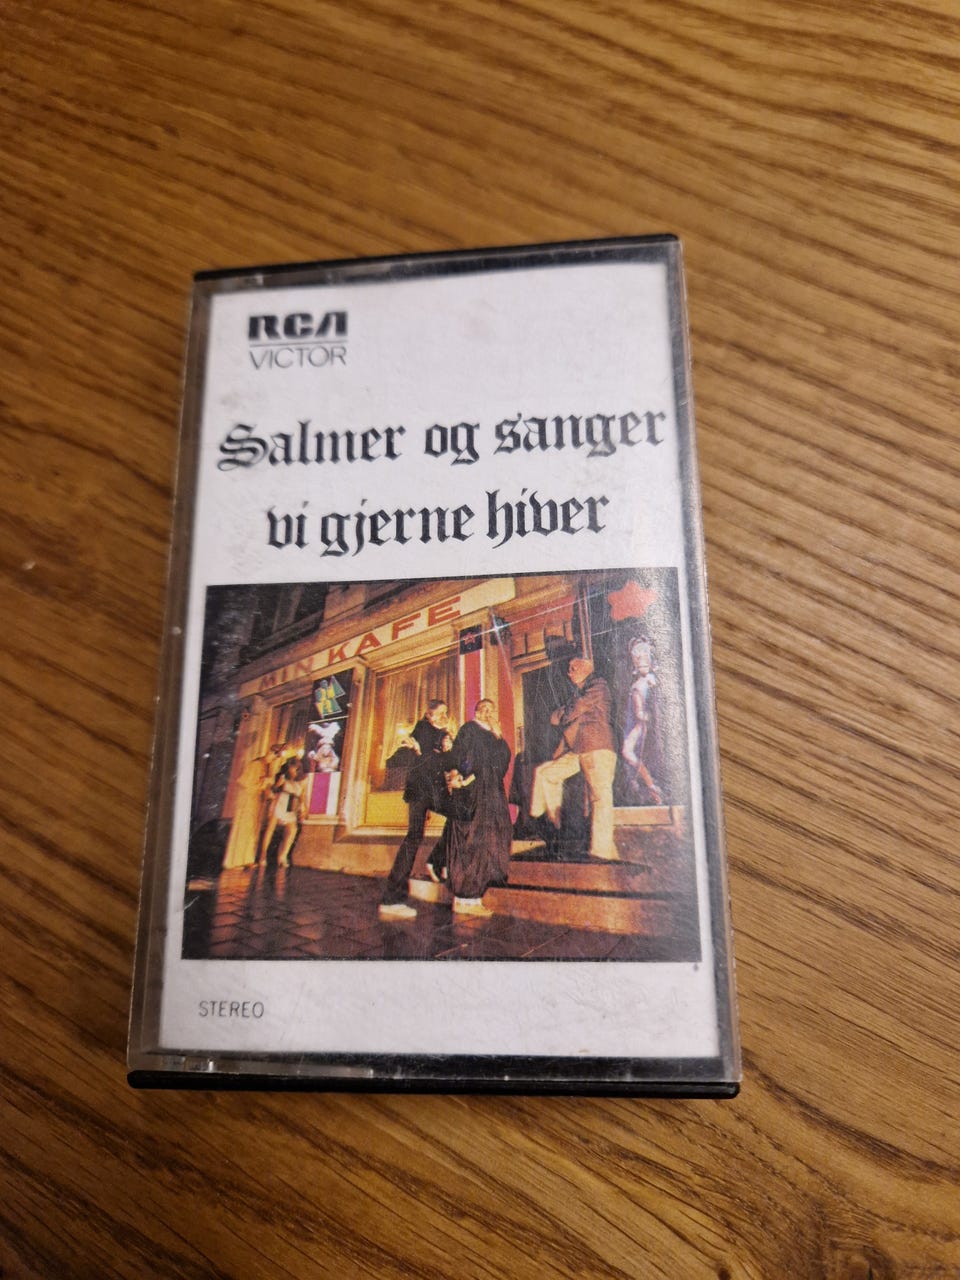 RCA
VICTOR
Salmer og sanger
vi gjerne hiver
MIN KAFE
STEREO